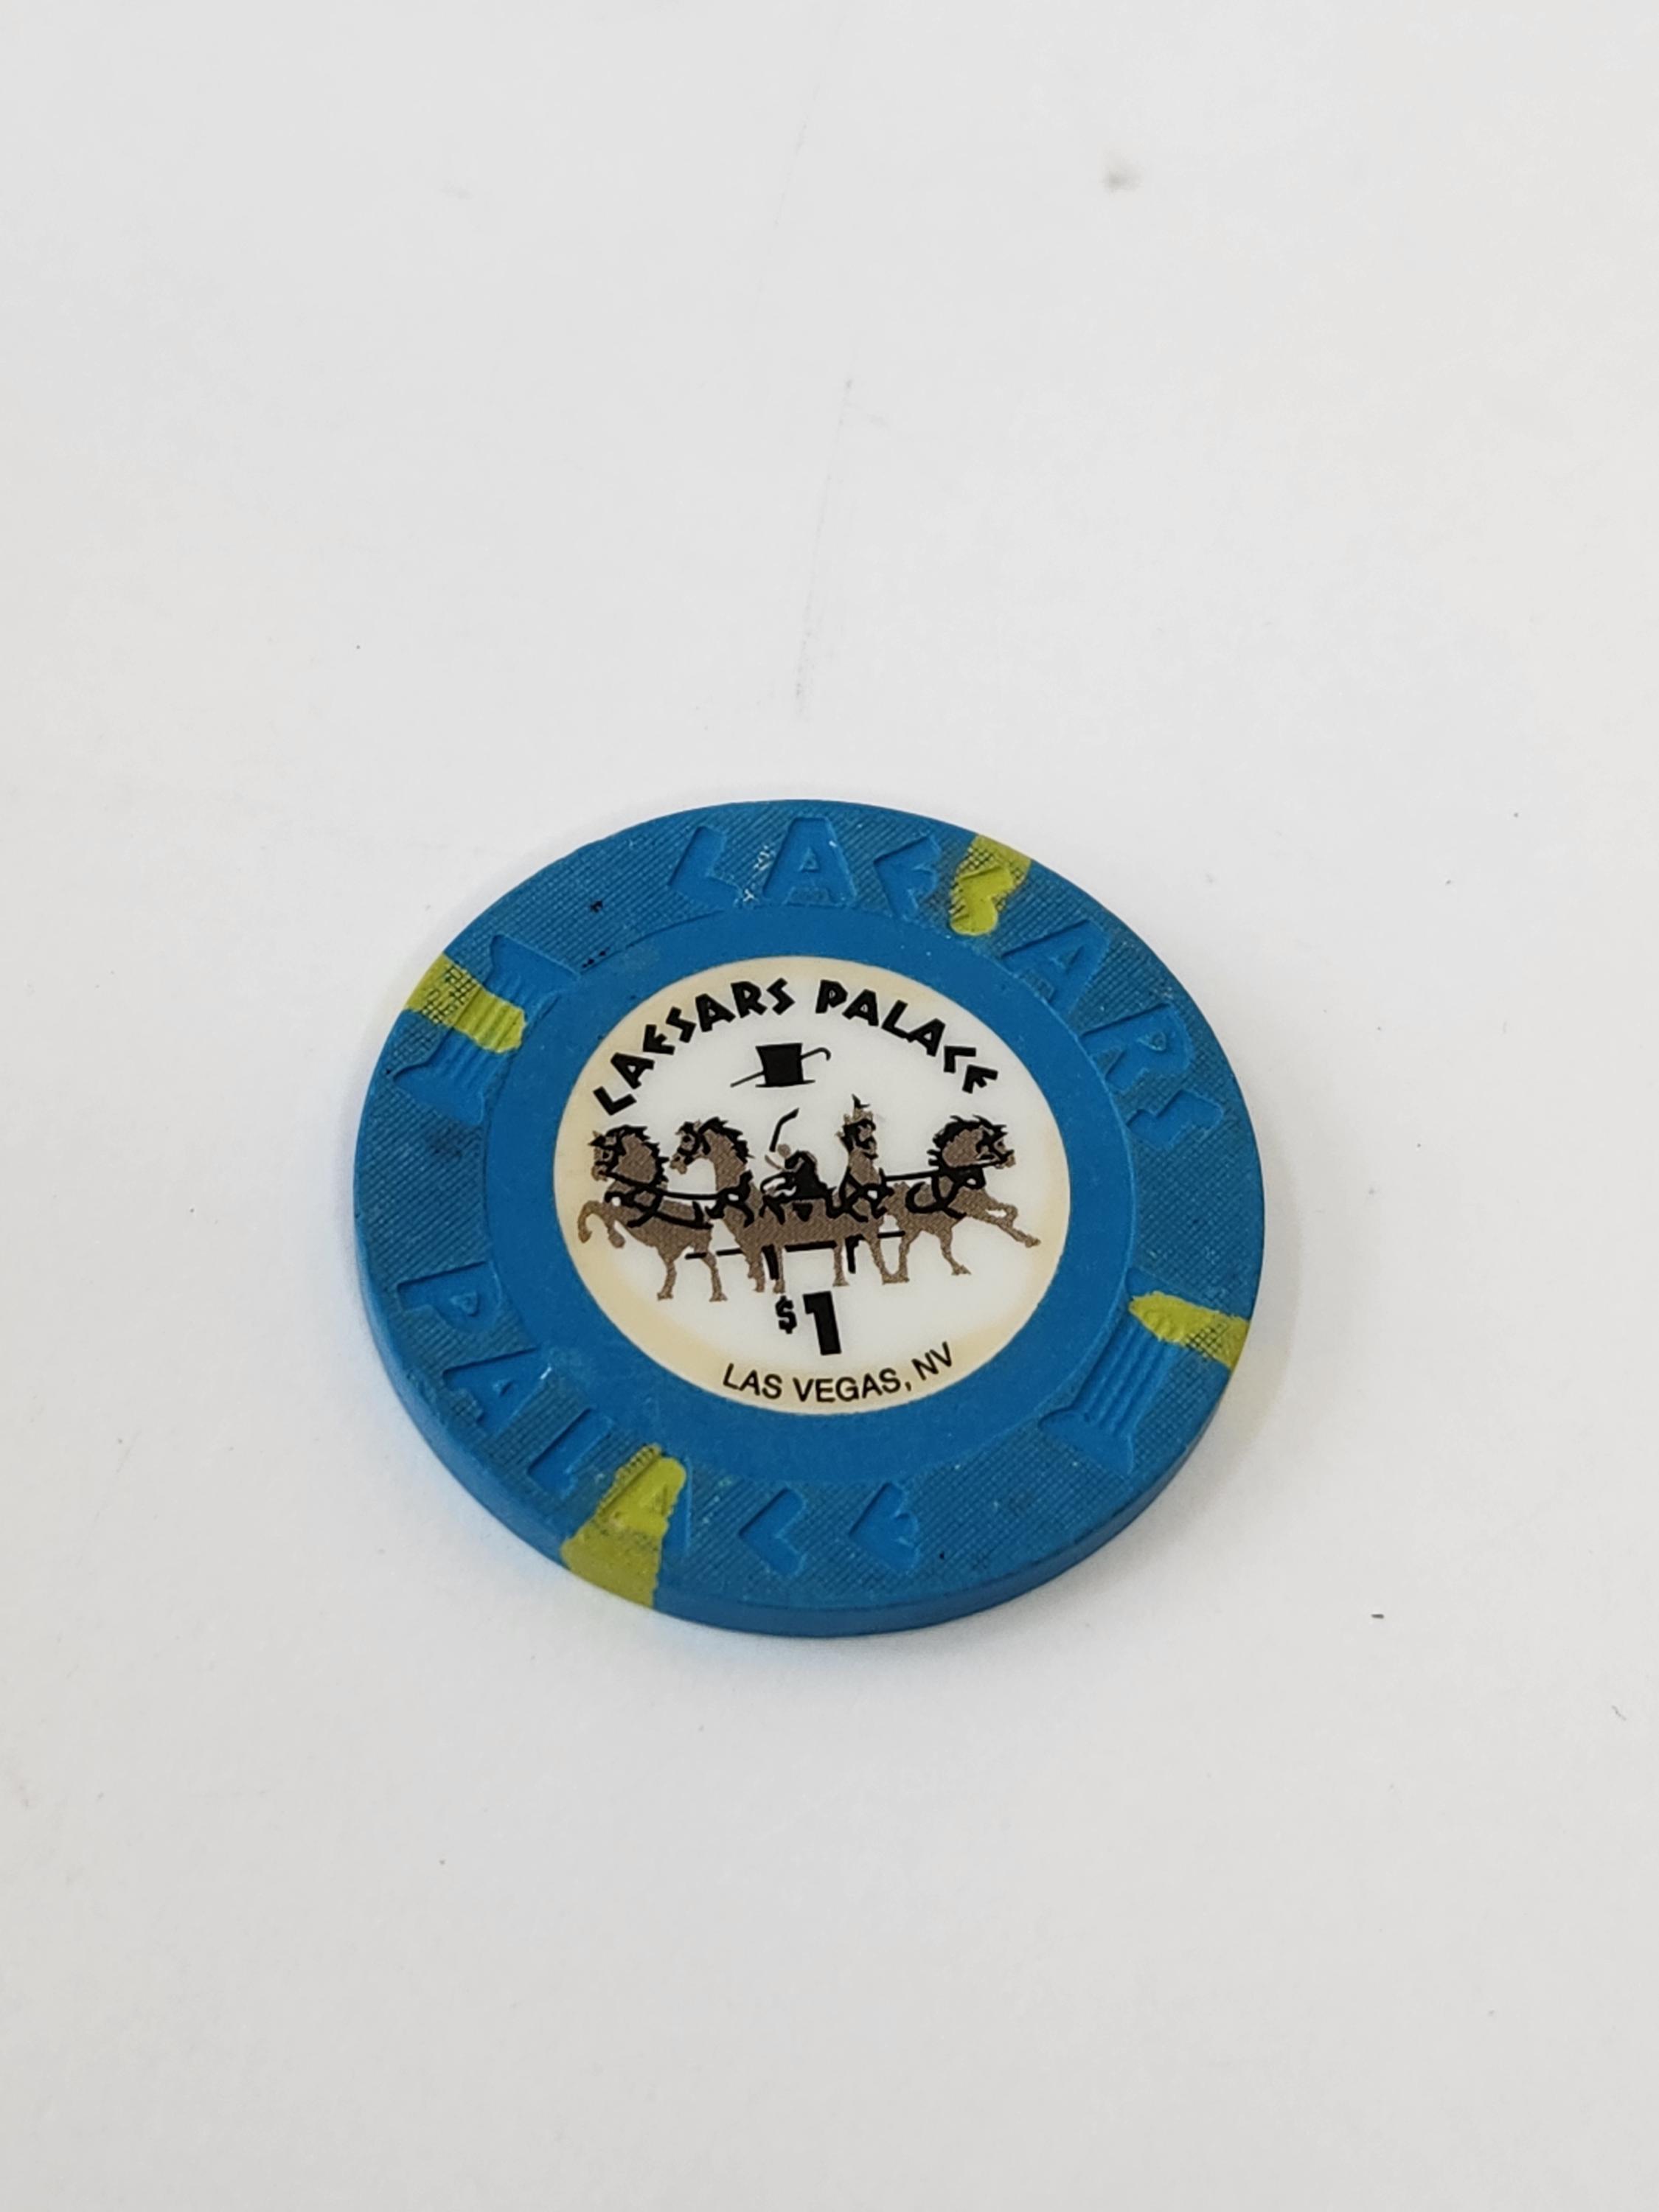 CAESARS
CAESARS PALACE
$1
LAS VEGAS, NV
PALACE